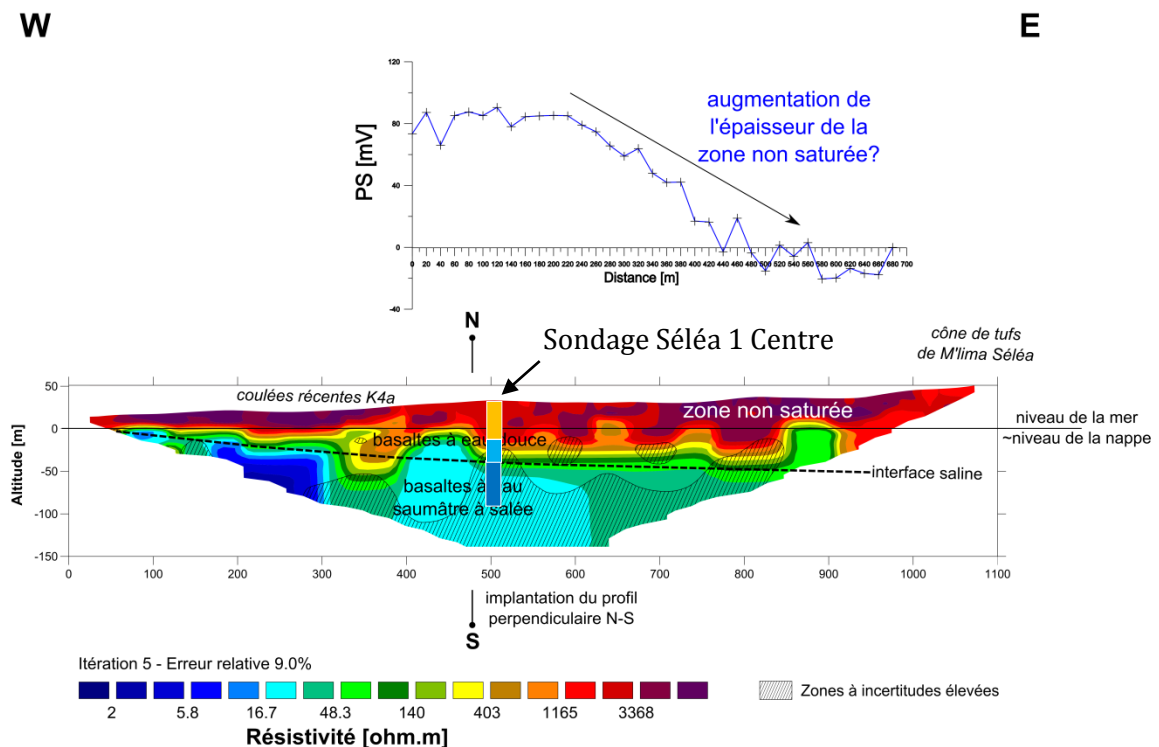 W
E
120
80
40
0
-40
PS [mV]
augmentation de
l'épaisseur de la
zone non saturée?
0 20 40 60 80 100 120 140 160 180 200 220 240 260 280 300 320 340 360 380 400 420 440 460 480 500 520 540 560 580 600 620 640 660 680 700
Distance [m]
N
Sondage Séléa 1 Centre
cône de tufs
de M'lima Séléa
coulées récentes K4a
zone non saturée
niveau de la mer
~niveau de la nappe
basaltes à eau douce
interface saline
basaltes à eau
saumâtre à salée
50
0
-50
-100
-150
Altitude [m]
0 100 200 300 400 500 600 700 800 900 1000 1100
implantation du profil
perpendiculaire N-S
S
Itération 5 - Erreur relative 9.0%
2 5.8 16.7 48.3 140 403 1165 3368
Résistivité [ohm.m]
Zones à incertitudes élevées